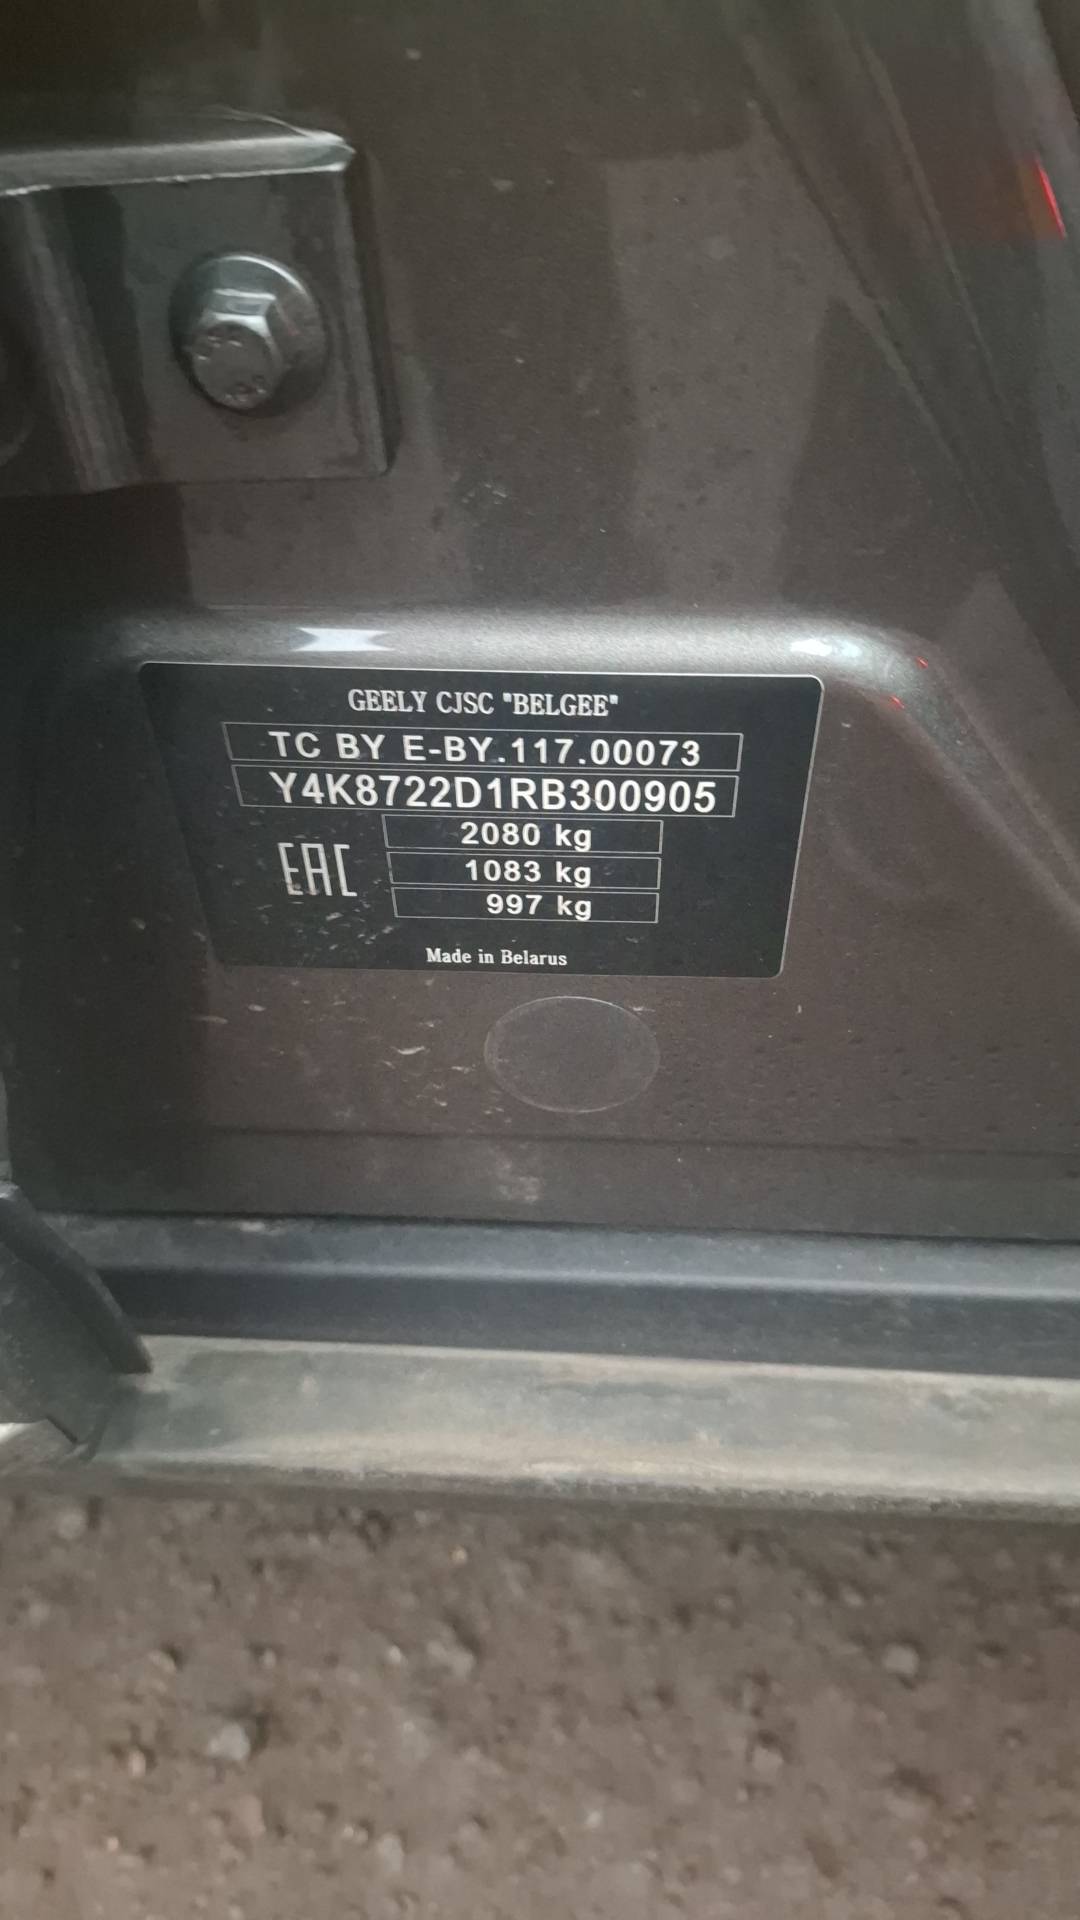 GEELY CJSC "BELGEE"
TC BY E-BY.117.00073
Y4K8722D1RB300905
2080 kg
1083 kg
EAC
997 kg
Made in Belarus